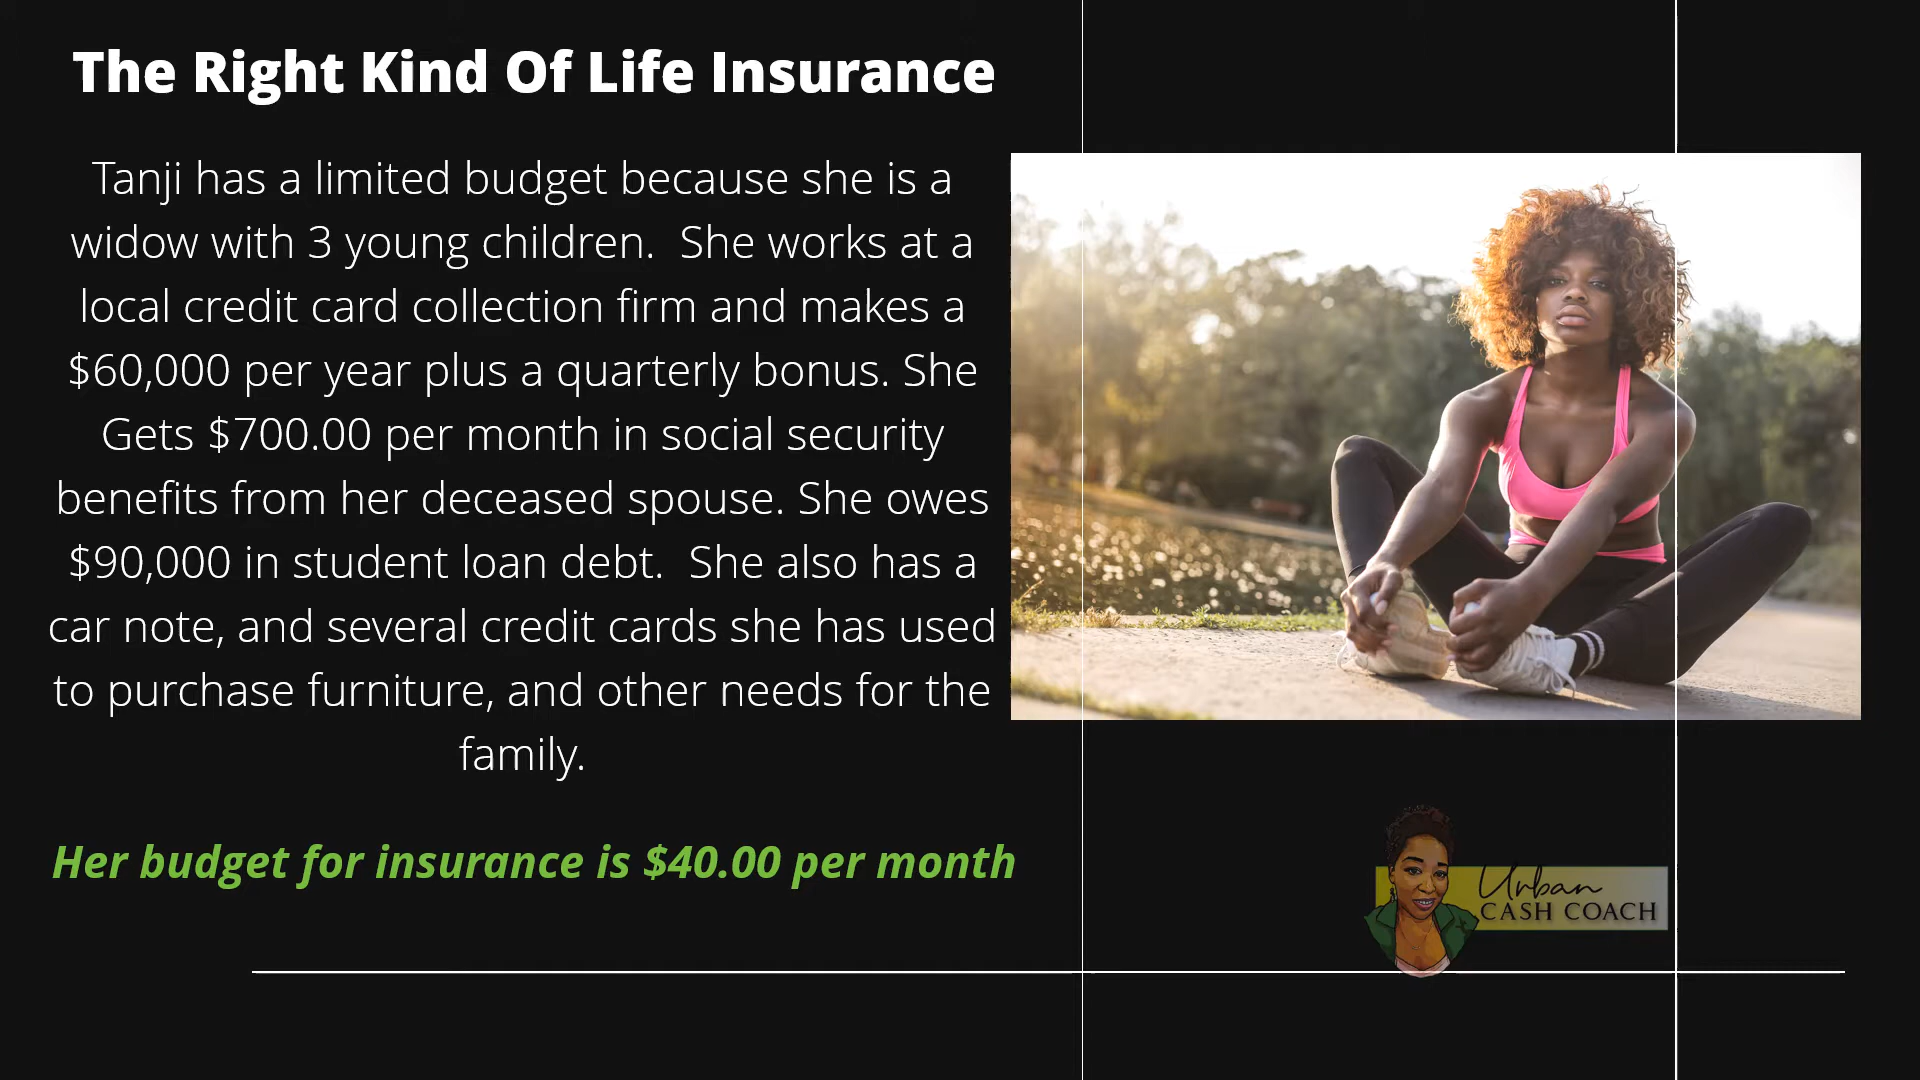 The Right Kind Of Life Insurance
Tanji has a limited budget because she is a
widow with 3 young children.  She works at a
local credit card collection firm and makes a
$60,000 per year plus a quarterly bonus. She
Gets $700.00 per month in social security
benefits from her deceased spouse. She owes
$90,000 in student loan debt.  She also has a
car note, and several credit cards she has used
to purchase furniture, and other needs for the
family.
Her budget for insurance is $40.00 per month
Urban
CASH COACH